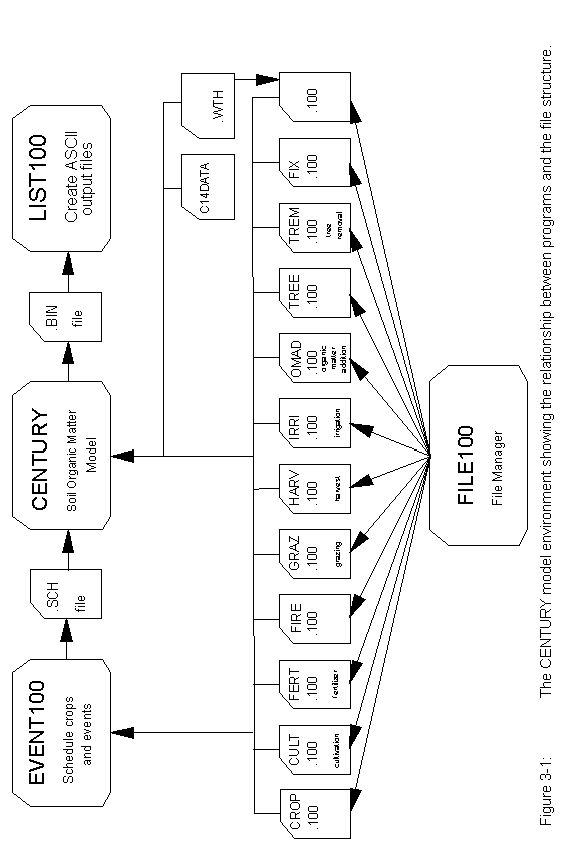 EVENT100
Schedule crops
and events
.SCH
file
CENTURY
Soil Organic Matter
Model
.BIN
file
LIST100
Create ASCII
output files
C14DATA
.WTH
CROP
.100
CULT
.100
cultivation
FERT
.100
fertilizer
FIRE
.100
GRAZ
.100
grazing
HARV
.100
harvest
IRRI
.100
irrigation
OMAD
.100
organic
matter
addition
TREE
.100
TREM
.100
tree
removal
FIX
.100
.100
FILE100
File Manager
Figure 3-1: The CENTURY model environment showing the relationship between programs and the file structure.